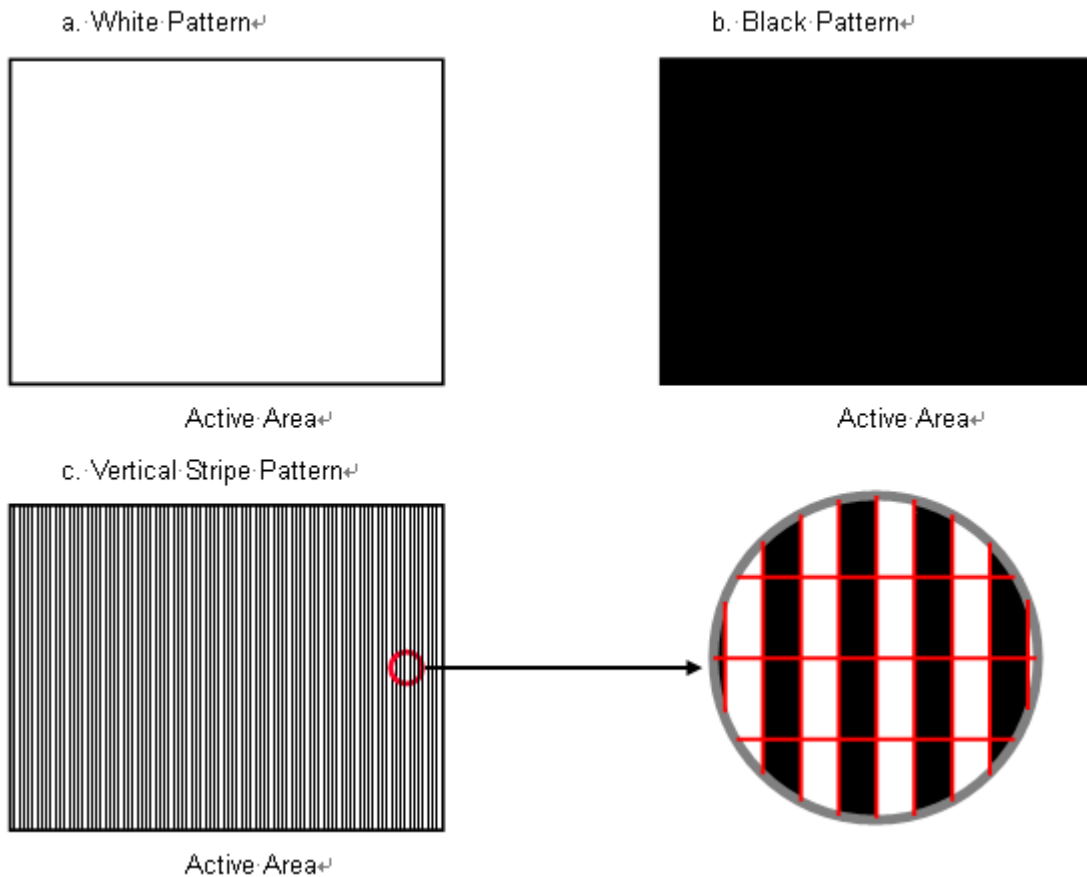 a. White Pattern↵
b. Black Pattern↵
Active Area↵
Active Area↵
c. Vertical Stripe Pattern↵
Active Area↵